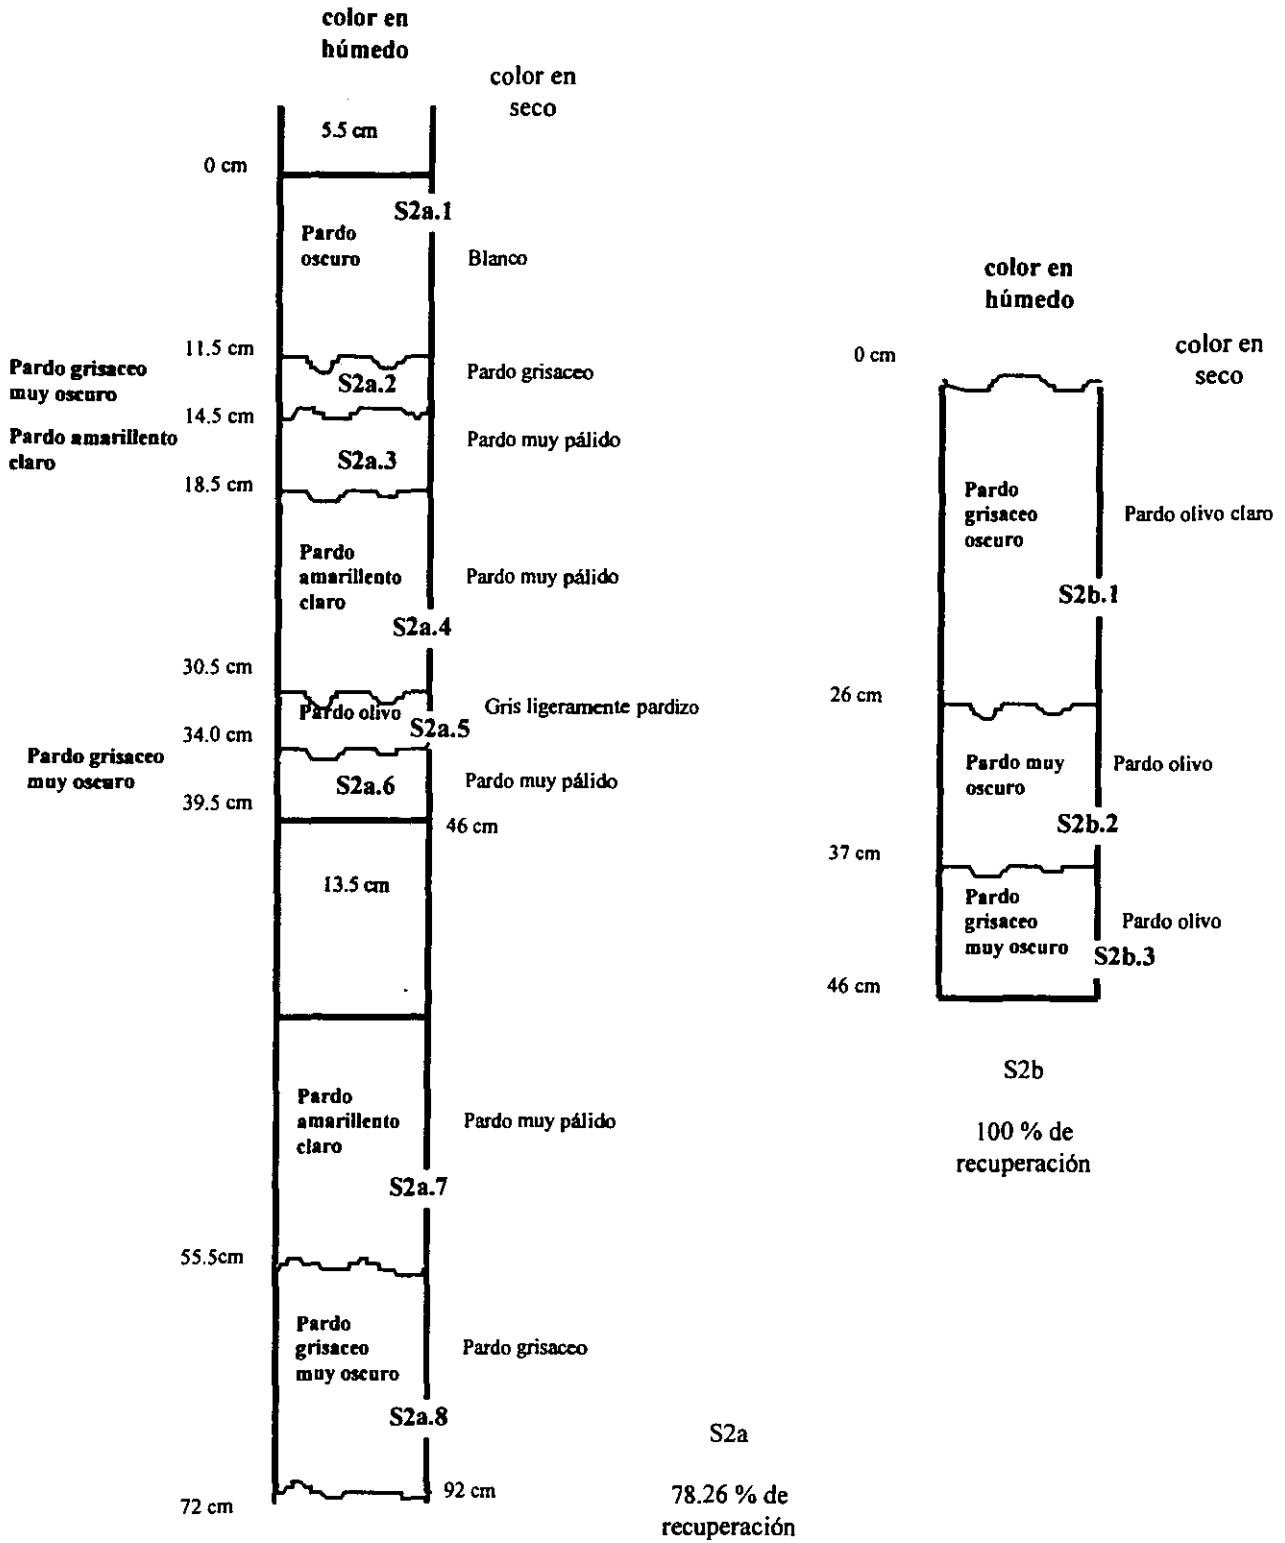 color en
húmedo
color en
seco
5.5 cm
0 cm
S2a.1
Pardo
oscuro
Blanco
11.5 cm
Pardo grisaceo
muy oscuro
S2a.2
Pardo grisaceo
14.5 cm
Pardo amarillento
claro
S2a.3
Pardo muy pálido
18.5 cm
Pardo
amarillento
claro
Pardo muy pálido
S2a.4
30.5 cm
Pardo olivo
S2a.5
Gris ligeramente pardizo
34.0 cm
Pardo grisaceo
muy oscuro
S2a.6
Pardo muy pálido
39.5 cm
46 cm
13.5 cm
Pardo
amarillento
claro
Pardo muy pálido
S2a.7
55.5cm
Pardo
grisaceo
muy oscuro
Pardo grisaceo
S2a.8
92 cm
72 cm
S2a
78.26 % de
recuperación
color en
húmedo
color en
seco
0 cm
Pardo
grisaceo
oscuro
Pardo olivo claro
S2b.1
26 cm
Pardo muy
oscuro
Pardo olivo
S2b.2
37 cm
Pardo
grisaceo
muy oscuro
Pardo olivo
S2b.3
46 cm
S2b
100 % de
recuperación